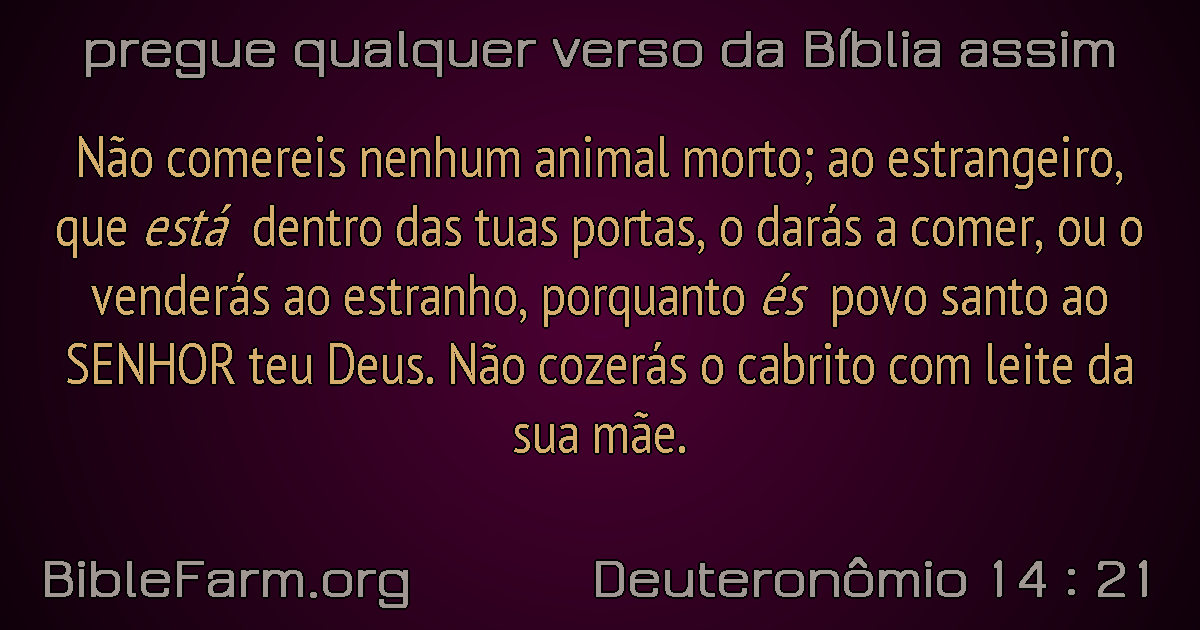 pregue qualquer verso da Bíblia assim
Não comereis nenhum animal morto; ao estrangeiro,
que está dentro das tuas portas, o darás a comer, ou o
venderás ao estranho, porquanto és povo santo ao
SENHOR teu Deus. Não cozerás o cabrito com leite da
sua mãe.
BibleFarm.org Deuteronômio 14 : 21